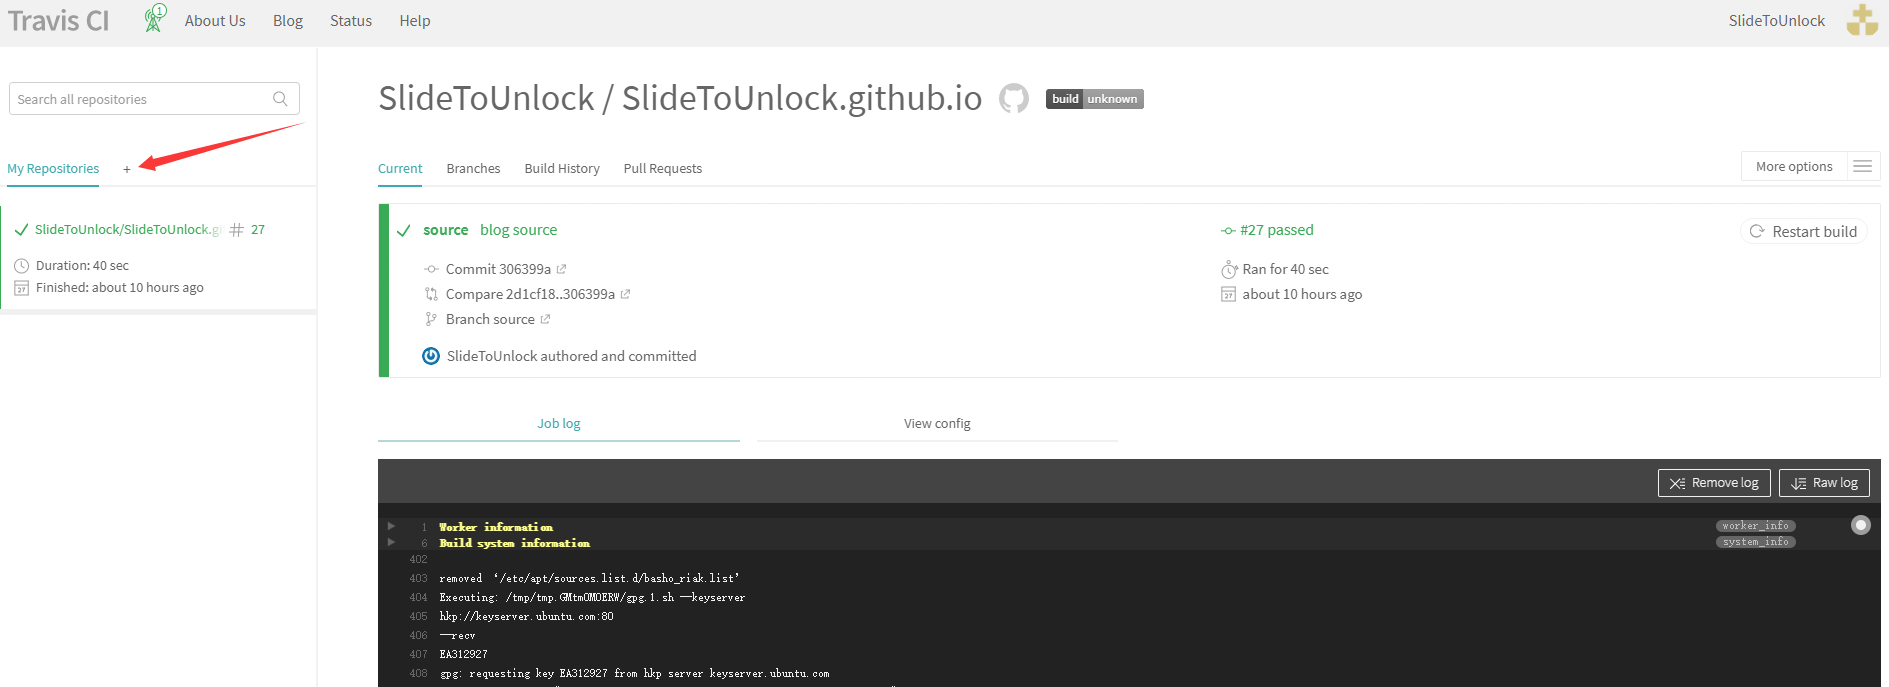 Travis CI 1 About Us Blog Status Help SlideToUnlock
Search all repositories
My Repositories +
SlideToUnlock/SlideToUnlock.gi # 27
Duration: 40 sec
27 Finished: about 10 hours ago
SlideToUnlock / SlideToUnlock.github.io build unknown
Current Branches Build History Pull Requests More options
source blog source #27 passed Restart build
Commit 306399a Ran for 40 sec
Compare 2d1cf18..306399a 27 about 10 hours ago
Branch source
SlideToUnlock authored and committed
Job log View config
Remove log Raw log
1 Worker information worker_info
6 Build system information system_info
402
403 removed ‘/etc/apt/sources.list.d/basho_riak.list’
404 Executing: /tmp/tmp.GMtmOMOERW/gpg.1.sh --keyserver
405 hkp://keyserver.ubuntu.com:80
406 --recv
407 EA312927
408 gpg: requesting key EA312927 from hkp server keyserver.ubuntu.com